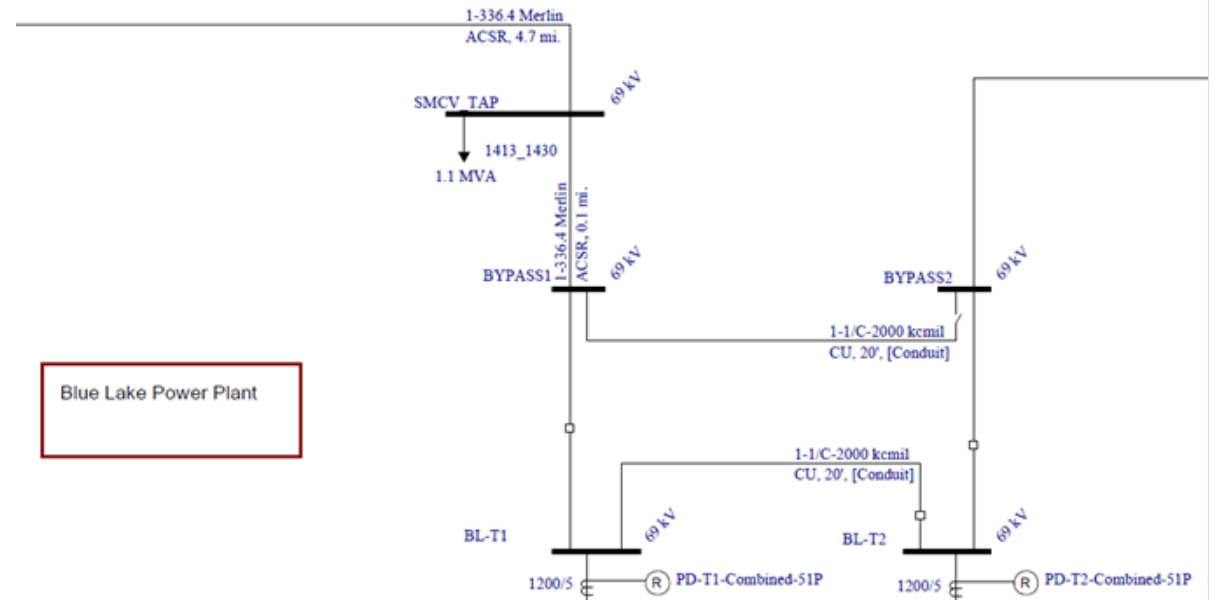 1-336.4 Merlin
ACSR, 4.7 mi.
69 kV
SMCV_TAP
1413_1430
1.1 MVA
1-336.4 Merlin
ACSR, 0.1 mi.
BYPASS1
69 kV
BYPASS2
69 kV
1-1/C-2000 kcmil
CU, 20', [Conduit]
Blue Lake Power Plant
1-1/C-2000 kcmil
CU, 20', [Conduit]
BL-T1
69 kV
BL-T2
69 kV
1200/5
R
PD-T1-Combined-51P
1200/5
R
PD-T2-Combined-51P